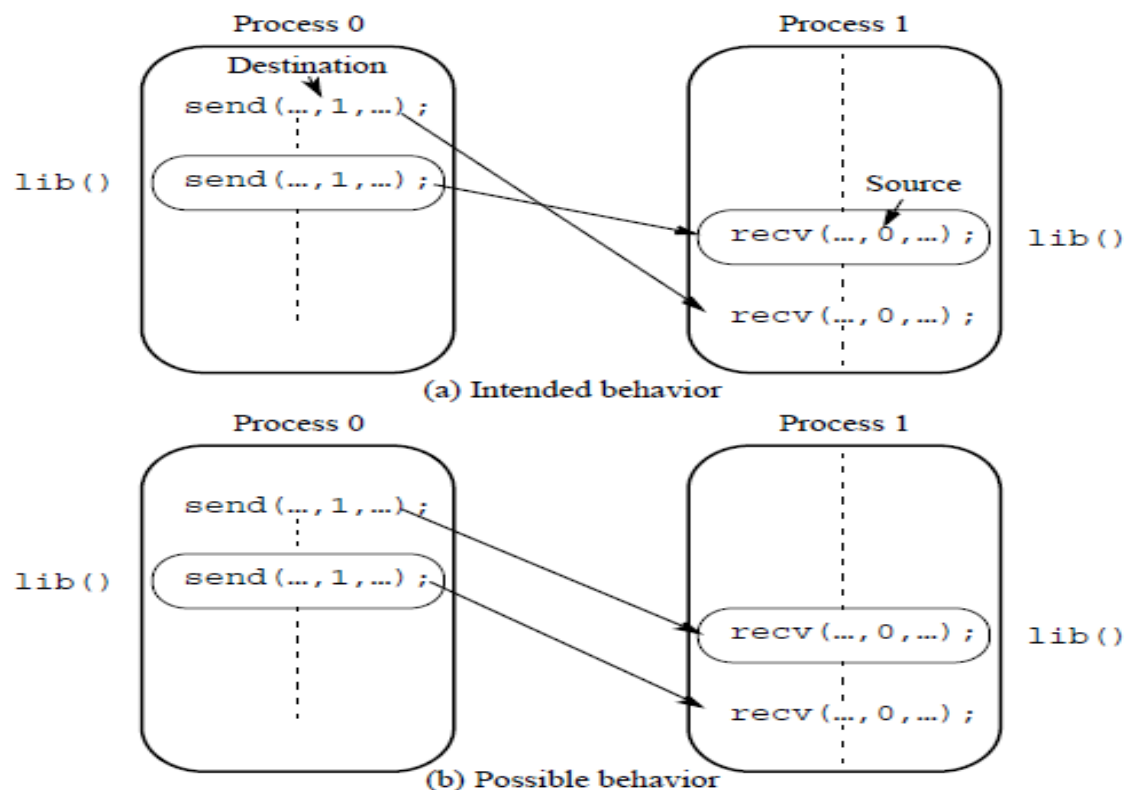 Process 0
Process 1
Destination
send(…,1,…);
lib()
send(…,1,…);
Source
recv(…,0,…);
lib()
recv(…,0,…);
(a) Intended behavior
Process 0
Process 1
send(…,1,…);
lib()
send(…,1,…);
recv(…,0,…);
lib()
recv(…,0,…);
(b) Possible behavior